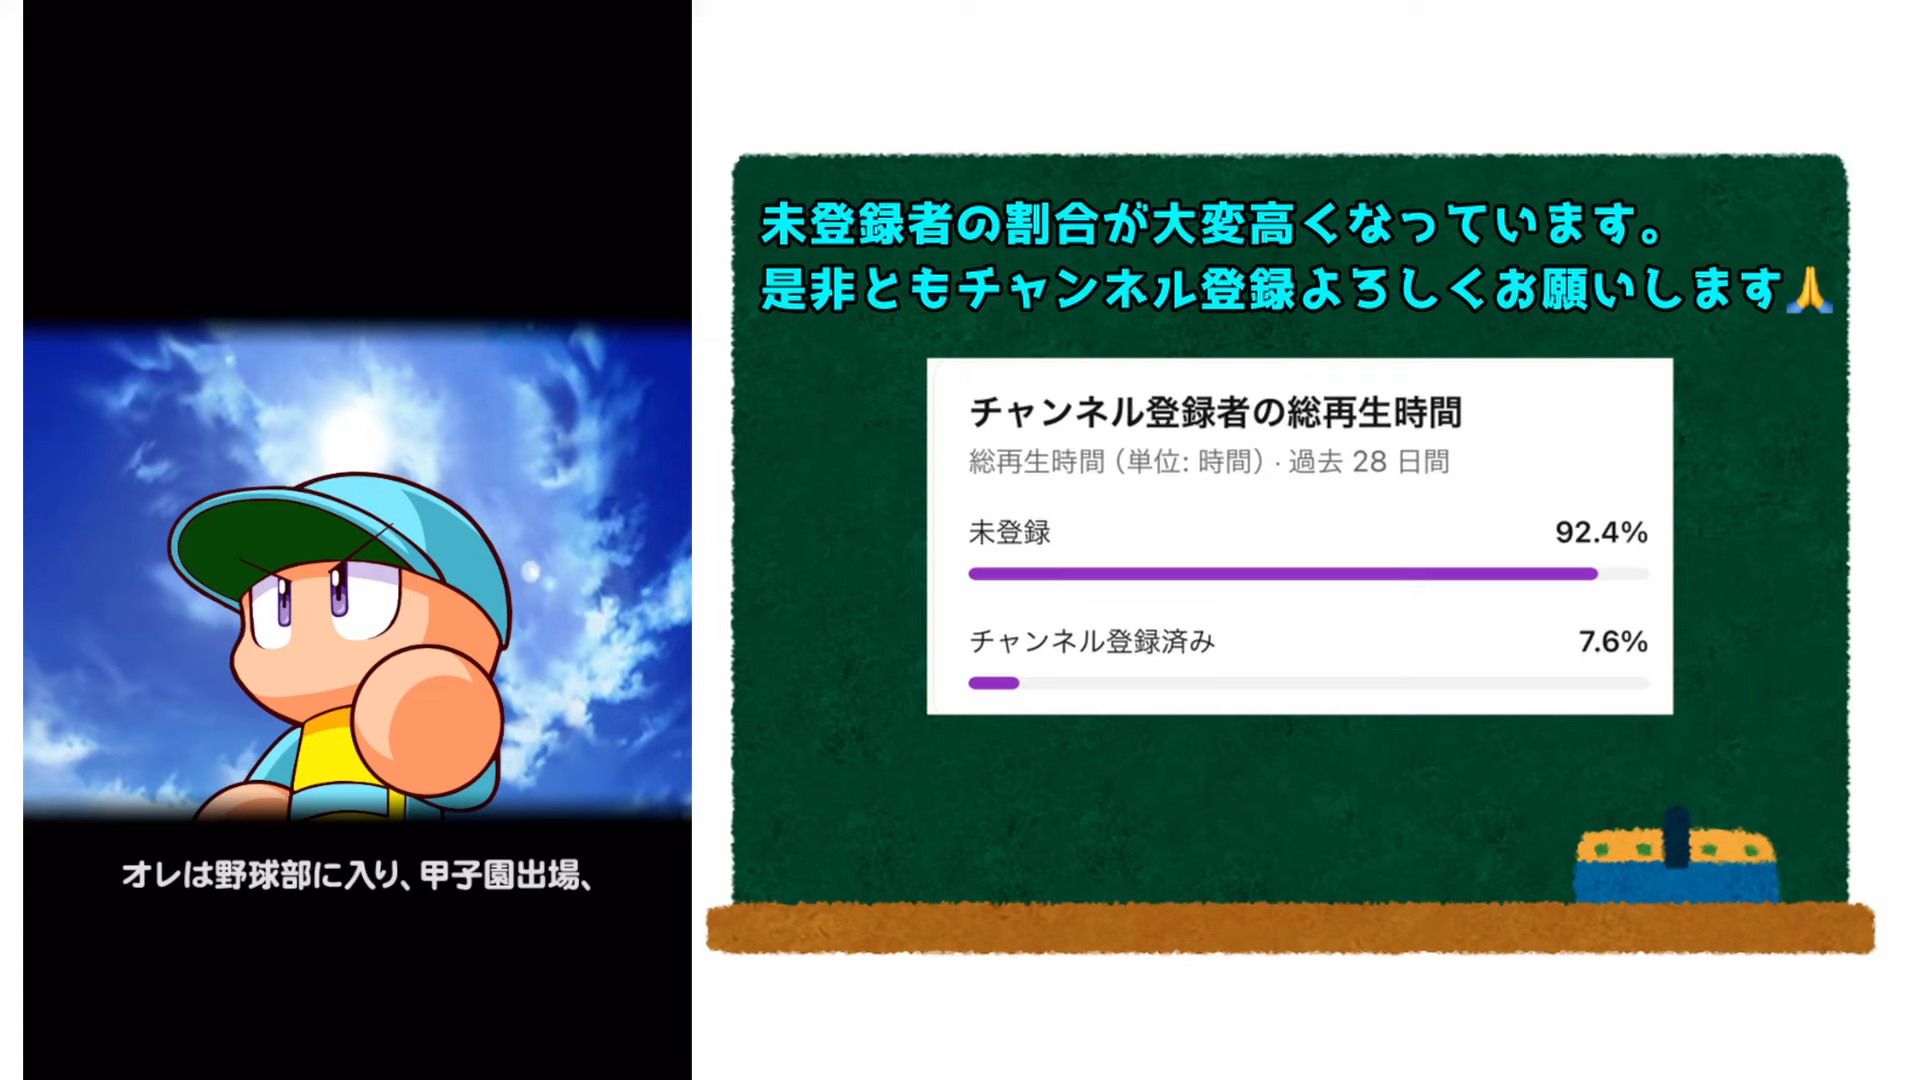 未登録者の割合が大変高くなっています。
是非ともチャンネル登録よろしくお願いします🙏
チャンネル登録者の総再生時間
総再生時間 (単位: 時間) · 過去 28 日間
未登録 92.4%
チャンネル登録済み 7.6%
オレは野球部に入り、甲子園出場、